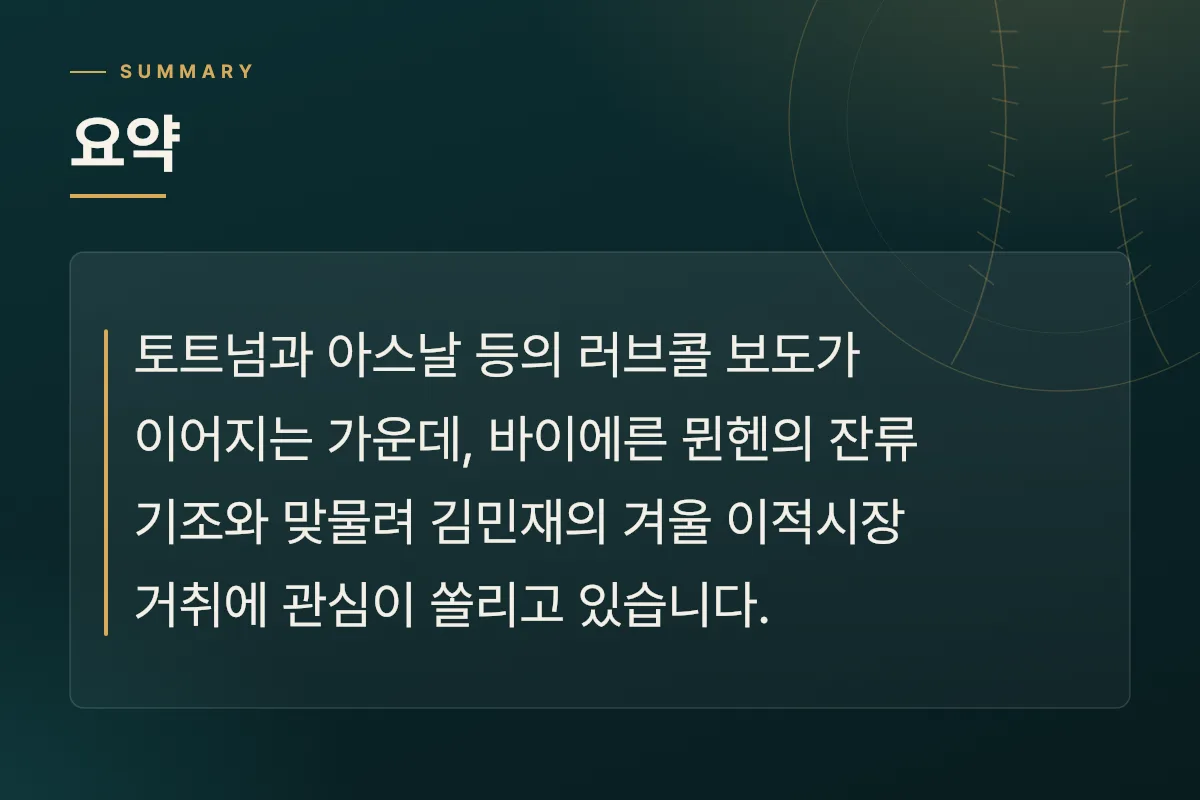 SUMMARY
요약
토트넘과 아스날 등의 러브콜 보도가
이어지는 가운데, 바이에른 뮌헨의 잔류
기조와 맞물려 김민재의 겨울 이적시장
거취에 관심이 쏠리고 있습니다.